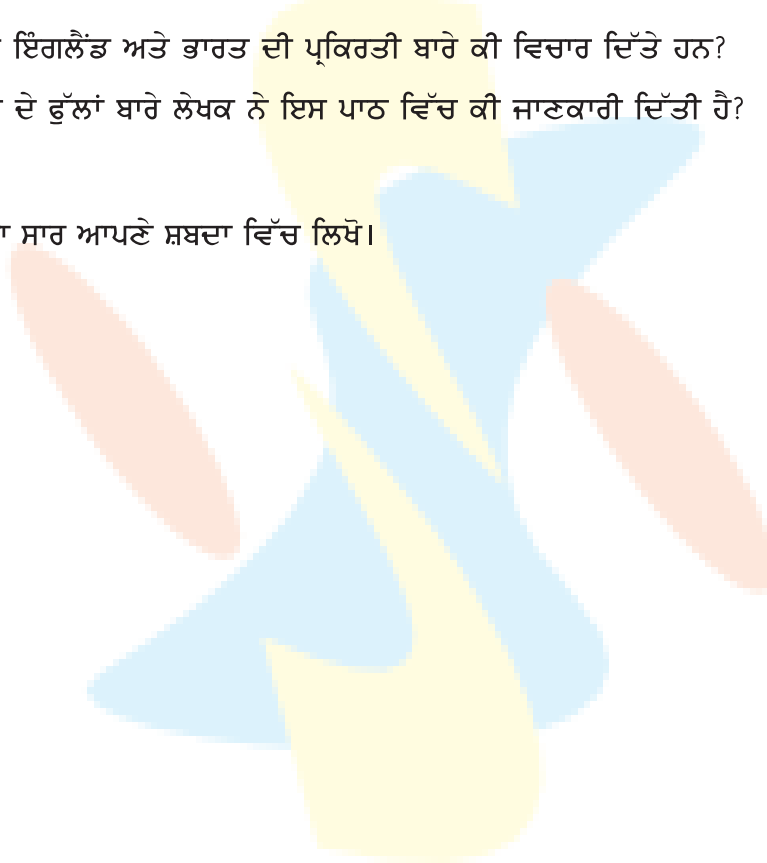 ਇੰਗਲੈਂਡ ਅਤੇ ਭਾਰਤ ਦੀ ਪ੍ਰਕਿਰਤੀ ਬਾਰੇ ਕੀ ਵਿਚਾਰ ਦਿੱਤੇ ਹਨ?
ਦੇ ਫੁੱਲਾਂ ਬਾਰੇ ਲੇਖਕ ਨੇ ਇਸ ਪਾਠ ਵਿੱਚ ਕੀ ਜਾਣਕਾਰੀ ਦਿੱਤੀ ਹੈ?
ਸਾਰ ਆਪਣੇ ਸ਼ਬਦਾ ਵਿੱਚ ਲਿਖੋ।